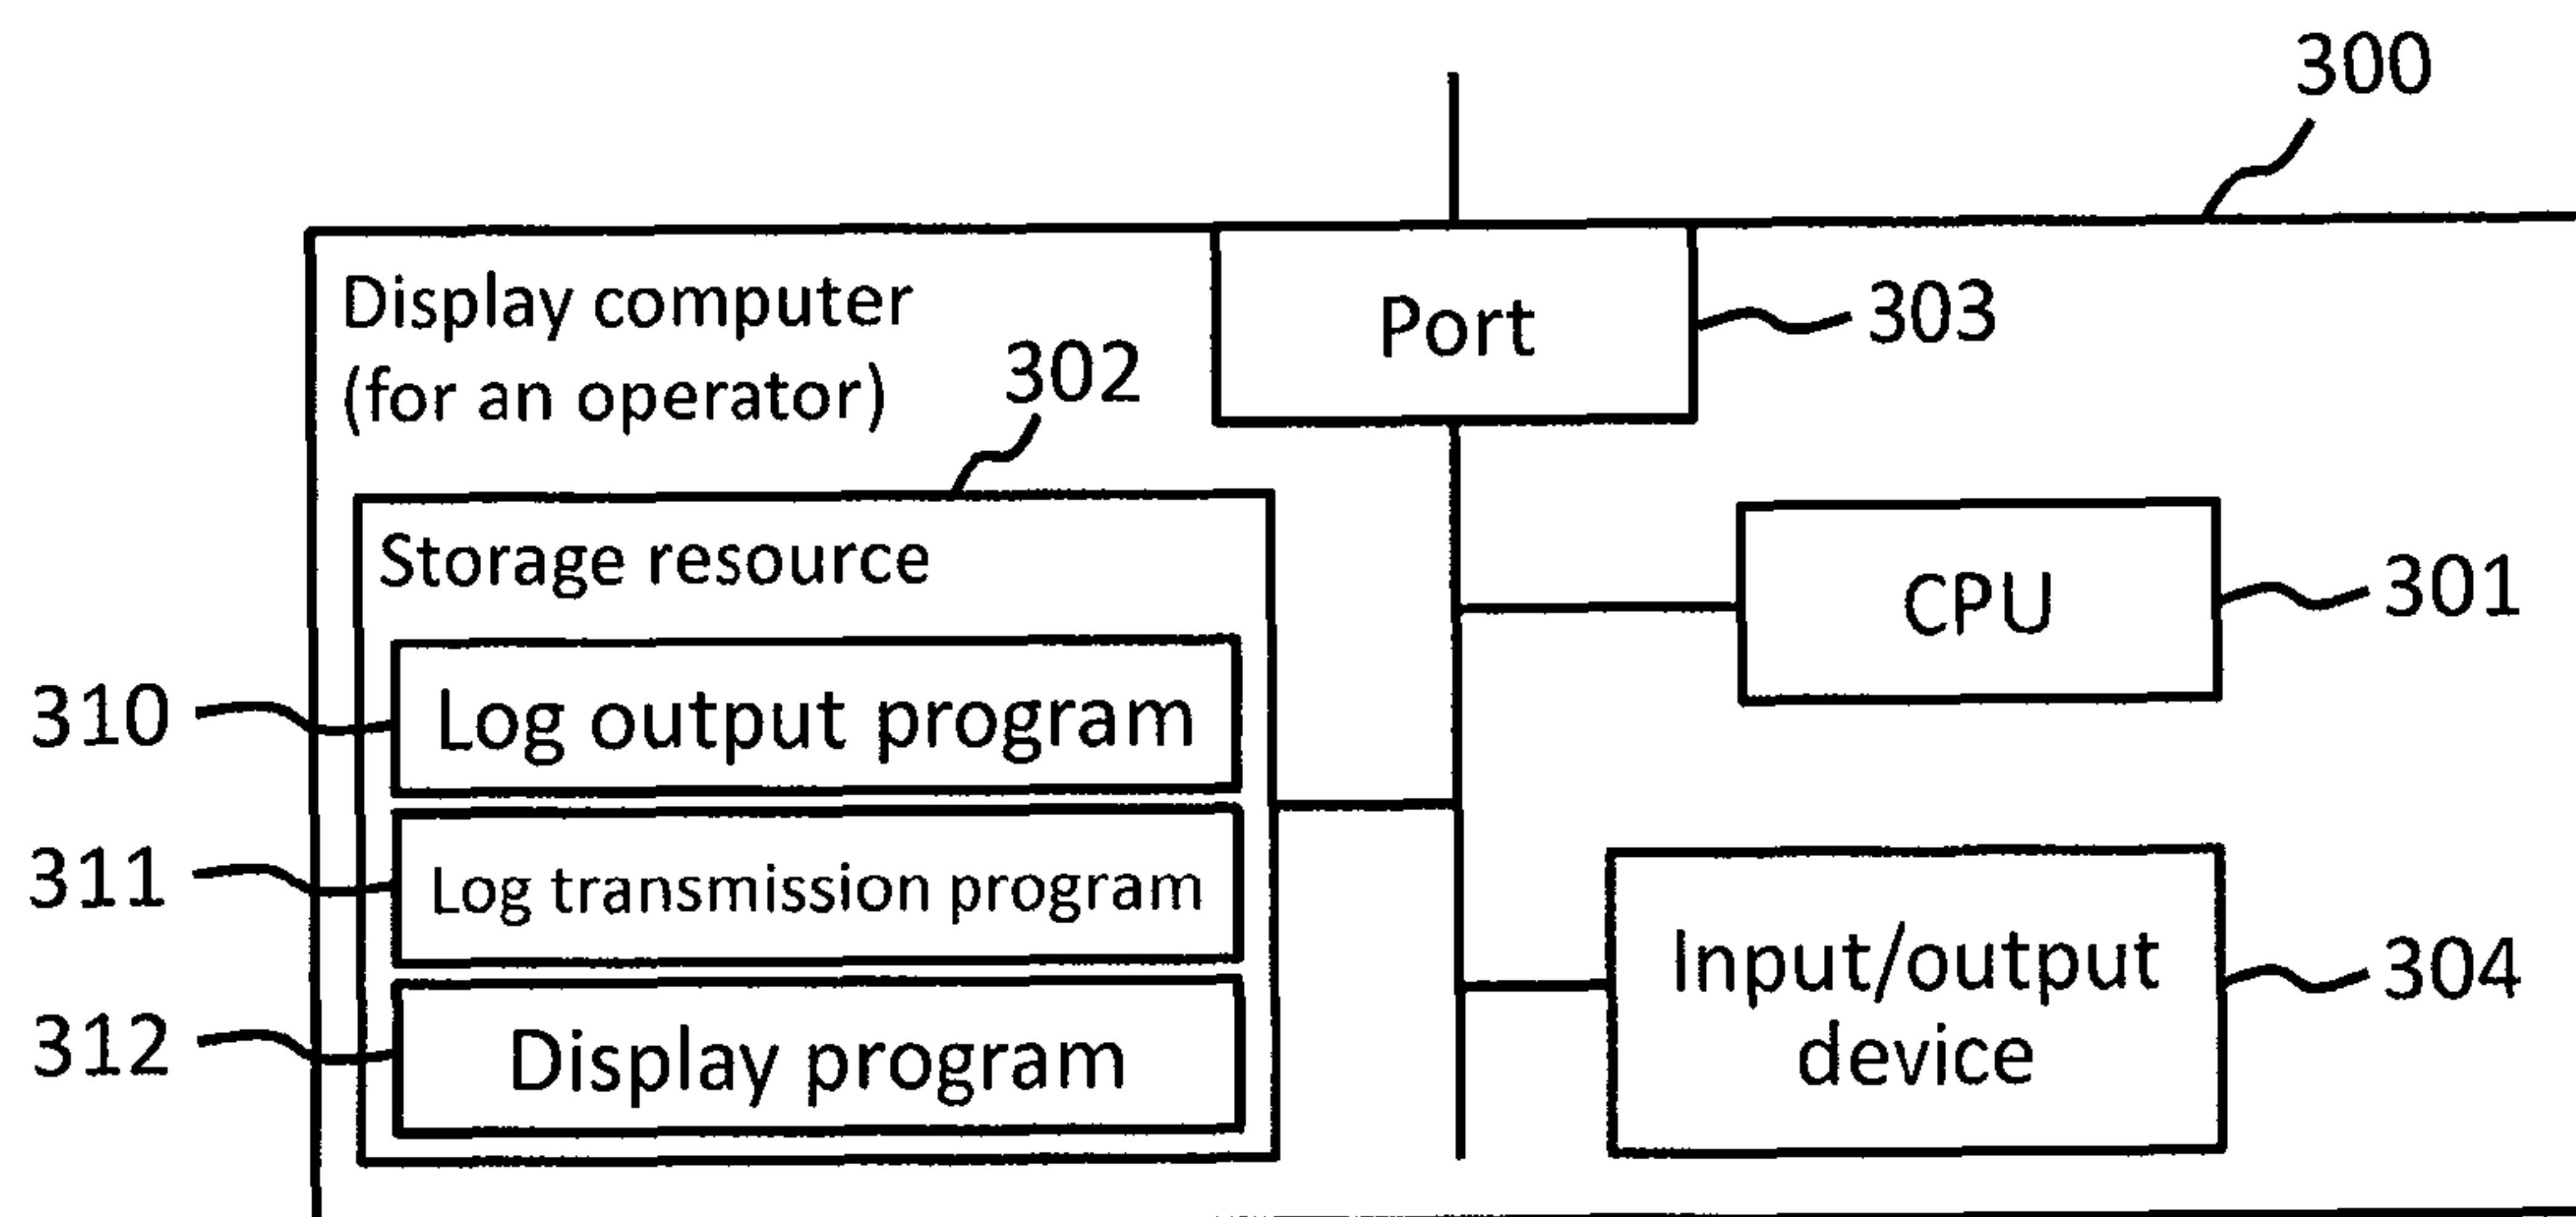 300
Display computer
(for an operator)
Port
303
302
Storage resource
CPU
301
310
Log output program
311
Log transmission program
Input/output
device
304
312
Display program